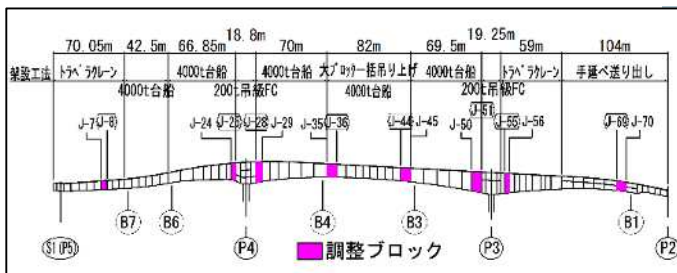 18.8m
19.25m
70.05m 42.5m 66.85m 70m 82m 69.5m 59m 104m
架設工法 トラベラクレーン 4000t台船 4000t台船 大ブロック一括吊り上げ 4000t台船 トラベラクレーン 手延べ送り出し
4000t台船 200t吊級FC 4000t台船 200t吊級FC
J-51
J-7 J-8 J-24 J-25 J-28 J-29 J-35 J-36 J-44 J-45 J-50 J-55 J-56 J-69 J-70
S1(P5) B7 B6 P4 B4 B3 P3 B1 P2
調整ブロック